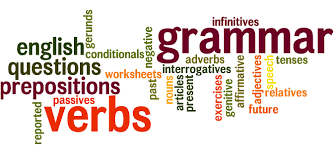 infinitives
grammar
gerunds
conditionals
negative
english
questions
prepositions
worksheets
adverbs
interrogatives
past
nouns
articles
present
exercises
genitive
affirmative
adjectives
speech
tenses
relatives
future
passives
reported
verbs